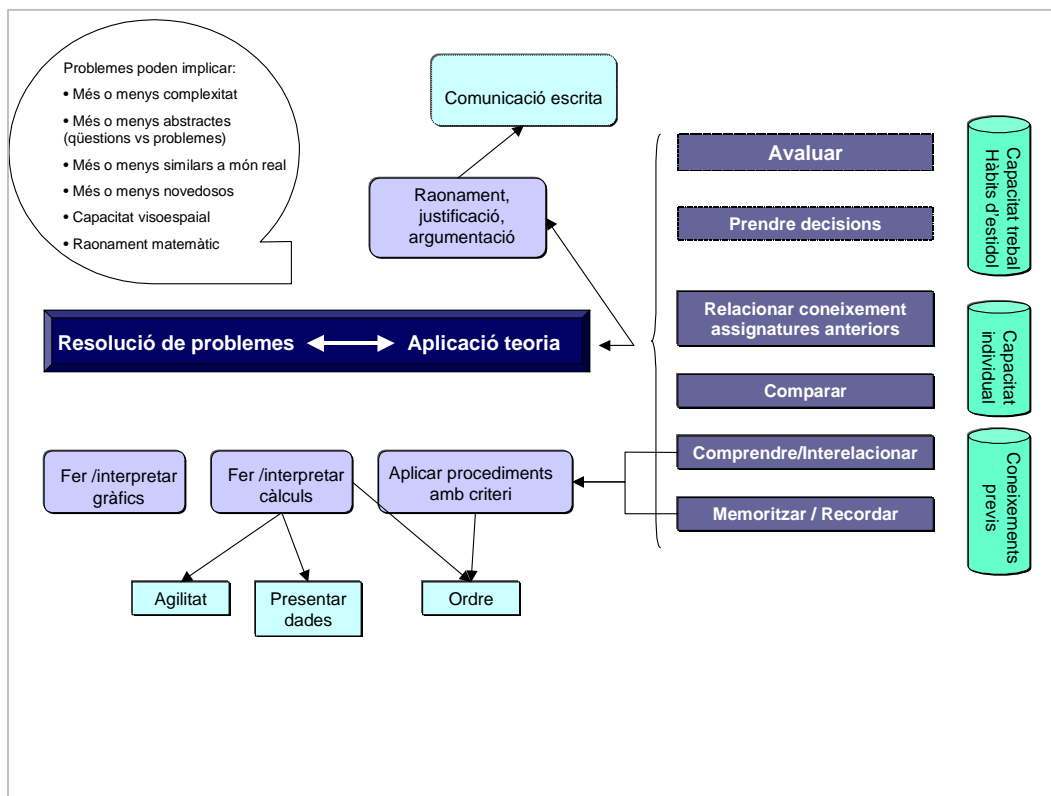 Problemes poden implicar:
• Més o menys complexitat
• Més o menys abstractes
(qüestions vs problemes)
• Més o menys similars a món real
• Més o menys novedosos
• Capacitat visoespaial
• Raonament matemàtic
Comunicació escrita
Raonament,
justificació,
argumentació
Resolució de problemes
Aplicació teoria
Fer /interpretar
gràfics
Fer /interpretar
càlculs
Aplicar procediments
amb criteri
Agilitat
Presentar
dades
Ordre
Avaluar
Prendre decisions
Relacionar coneixement
assignatures anteriors
Comparar
Comprendre/Interelacionar
Memoritzar / Recordar
Capacitat trebal
Hàbits d'estidol
Capacitat
individual
Coneixements
previs